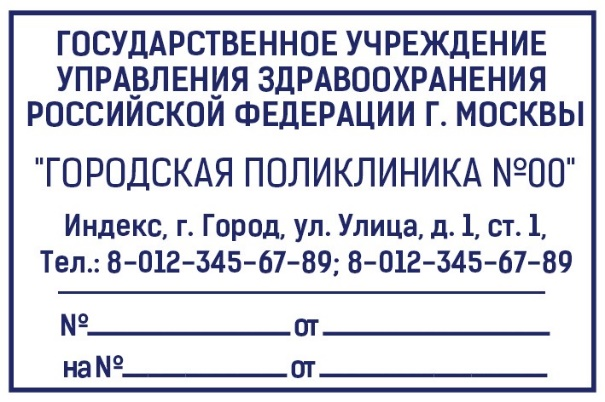 ГОСУДАРСТВЕННОЕ УЧРЕЖДЕНИЕ
УПРАВЛЕНИЯ ЗДРАВООХРАНЕНИЯ
РОССИЙСКОЙ ФЕДЕРАЦИИ Г. МОСКВЫ
"ГОРОДСКАЯ ПОЛИКЛИНИКА №00"
Индекс, г. Город, ул. Улица, д. 1, ст. 1,
Тел.: 8-012-345-67-89; 8-012-345-67-89
№ от
на № от